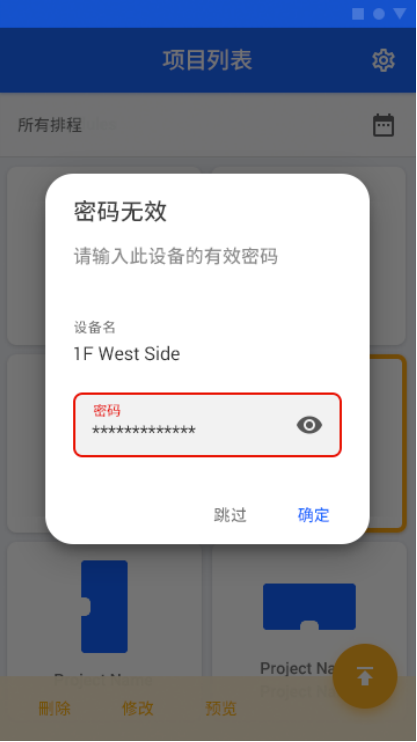 项目列表
所有排程
密码无效
请输入此设备的有效密码
设备名
1F West Side
密码
*************
跳过
确定
Project Name
Project Na
删除
修改
预览